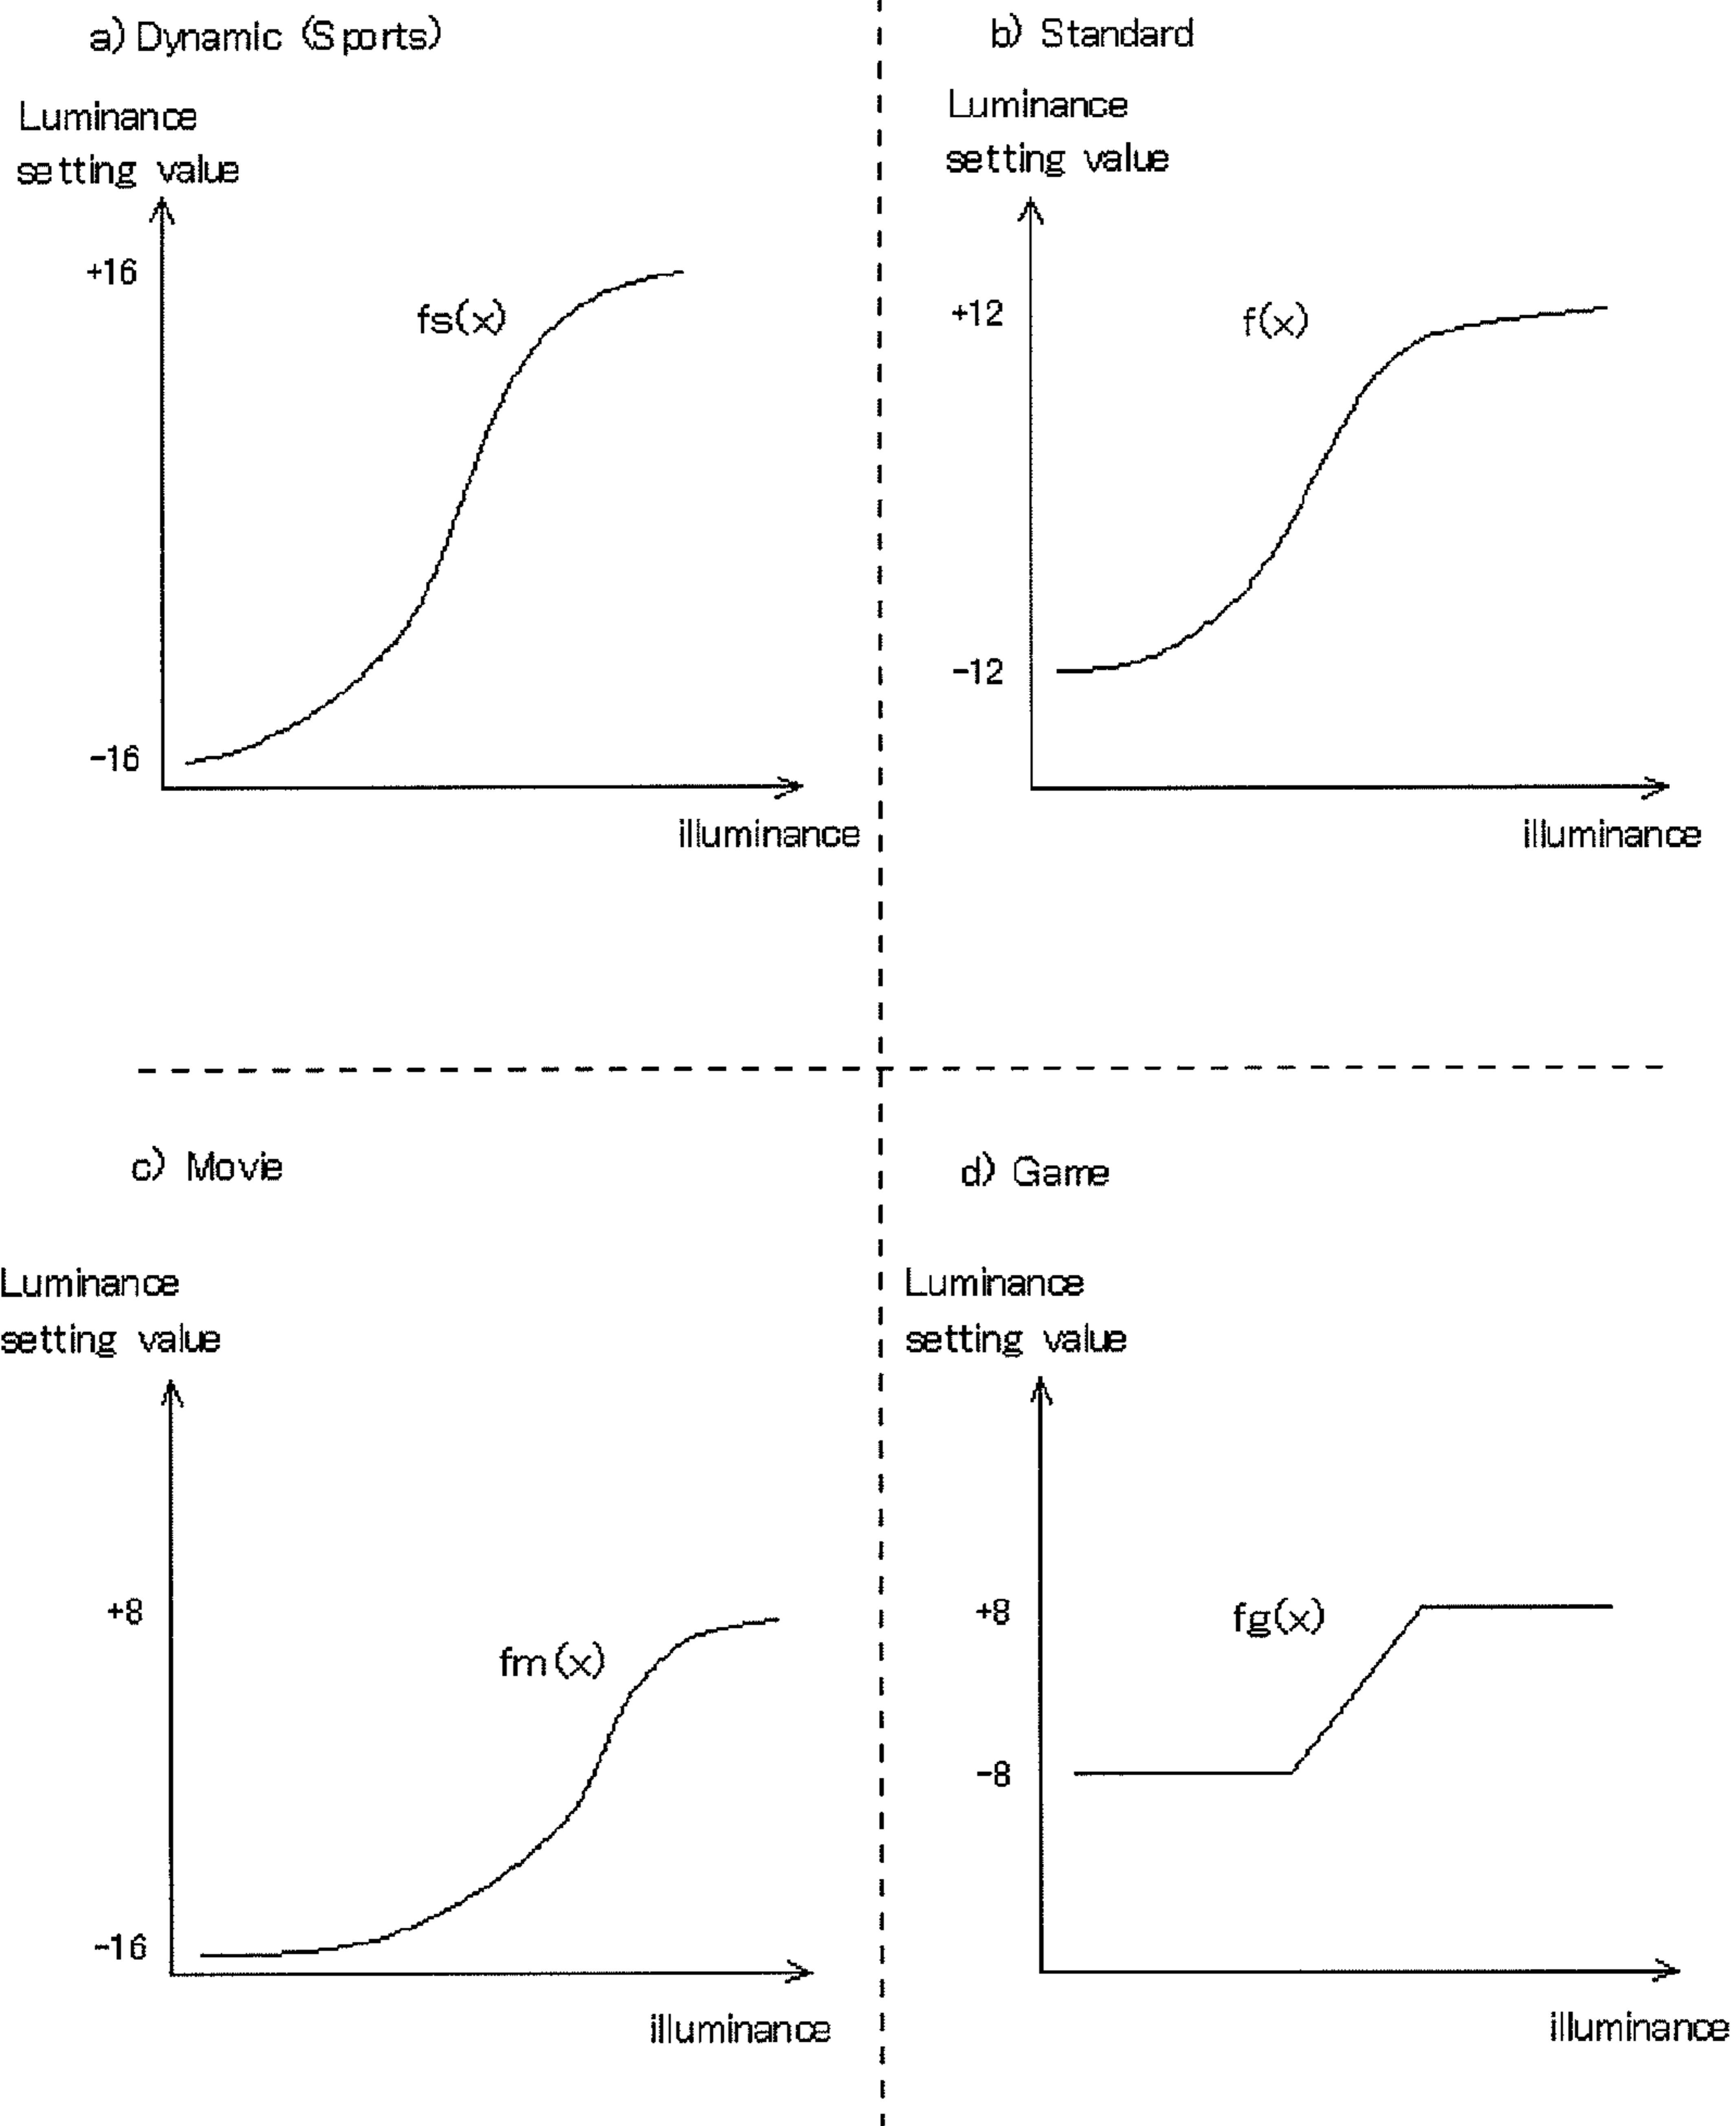 a) Dynamic (Sports)
Luminance
setting value
+16
fs(x)
-16
illuminance
b) Standard
Luminance
setting value
+12
f(x)
-12
illuminance
c) Movie
Luminance
setting value
+8
fm(x)
-16
illuminance
d) Game
Luminance
setting value
+8
fg(x)
-8
illuminance